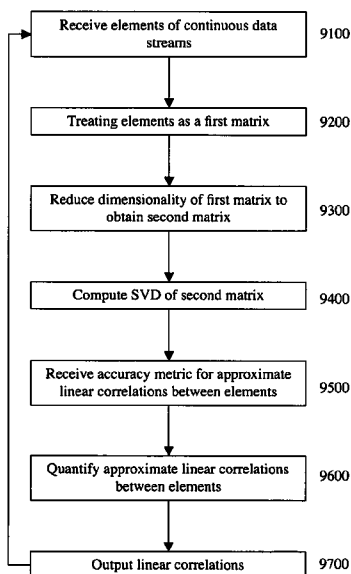 Receive elements of continuous data
streams
9100
Treating elements as a first matrix
9200
Reduce dimensionality of first matrix to
obtain second matrix
9300
Compute SVD of second matrix
9400
Receive accuracy metric for approximate
linear correlations between elements
9500
Quantify approximate linear correlations
between elements
9600
Output linear correlations
9700